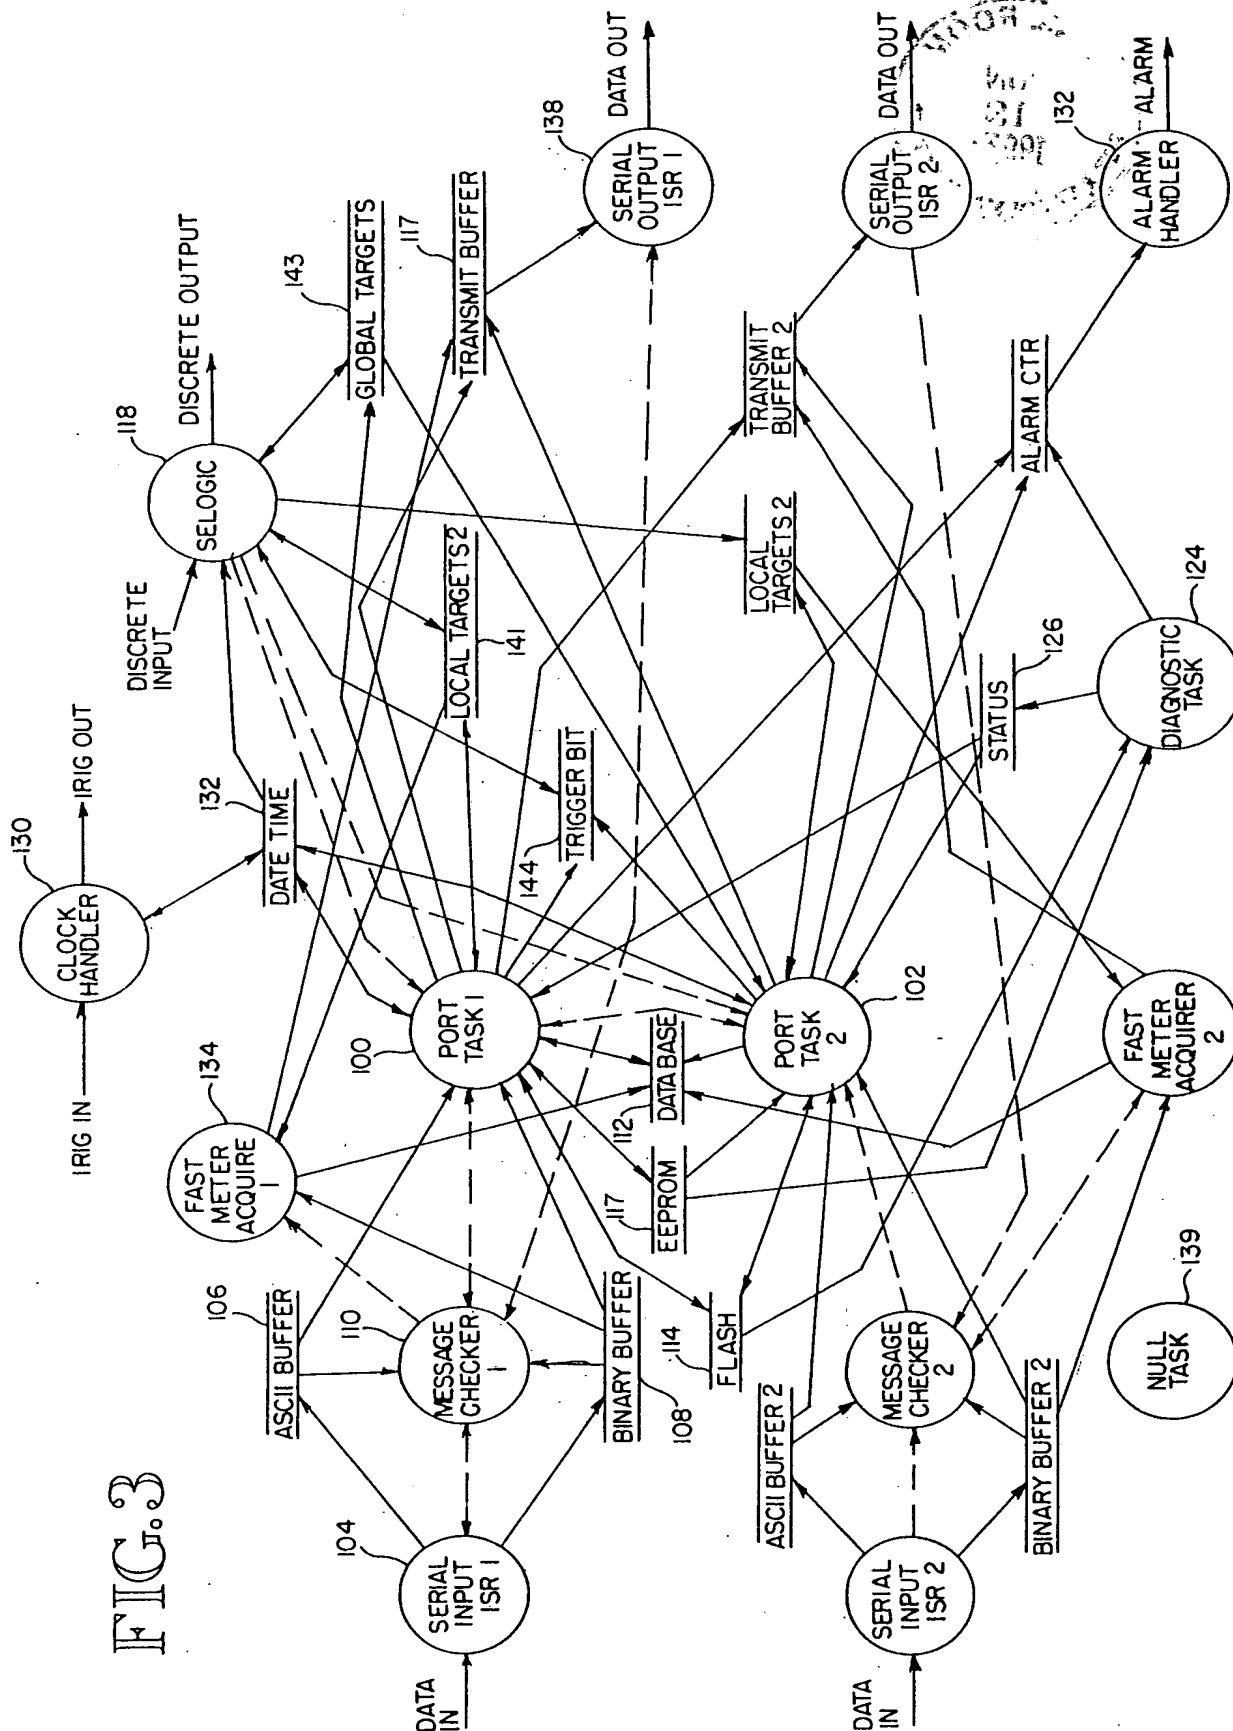 FIG.3
IRIG IN
CLOCK
HANDLER
130
IRIG OUT
DATE TIME
132
DISCRETE
INPUT
SELOGIC
118
DISCRETE OUTPUT
GLOBAL TARGETS
143
TRANSMIT BUFFER
117
SERIAL
OUTPUT
ISR 1
138
DATA OUT
FAST
METER
ACQUIRE
1
134
LOCAL TARGETS 2
141
TRIGGER BIT
144
PORT
TASK 1
100
ASCII BUFFER
106
MESSAGE
CHECKER
1
110
BINARY BUFFER
108
SERIAL
INPUT
ISR 1
104
DATA
IN
DATA BASE
112
EEPROM
117
FLASH
114
PORT
TASK
2
102
LOCAL
TARGETS 2
TRANSMIT
BUFFER 2
SERIAL
OUTPUT
ISR 2
DATA OUT
ASCII BUFFER 2
MESSAGE
CHECKER
2
BINARY BUFFER 2
SERIAL
INPUT
ISR 2
DATA
IN
FAST
METER
ACQUIRER
2
STATUS
126
DIAGNOSTIC
TASK
124
ALARM CTR
ALARM
HANDLER
132
ALARM
NULL
TASK
139